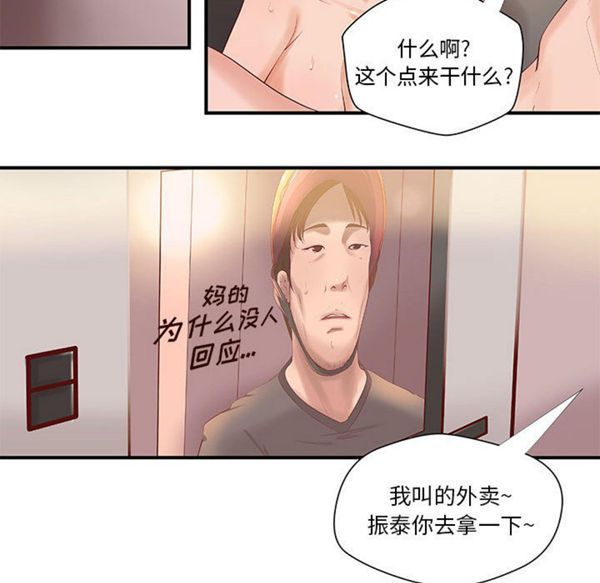 什么啊?
这个点来干什么?
妈的
为什么没人
回应...
我叫的外卖~
振泰你去拿一下~